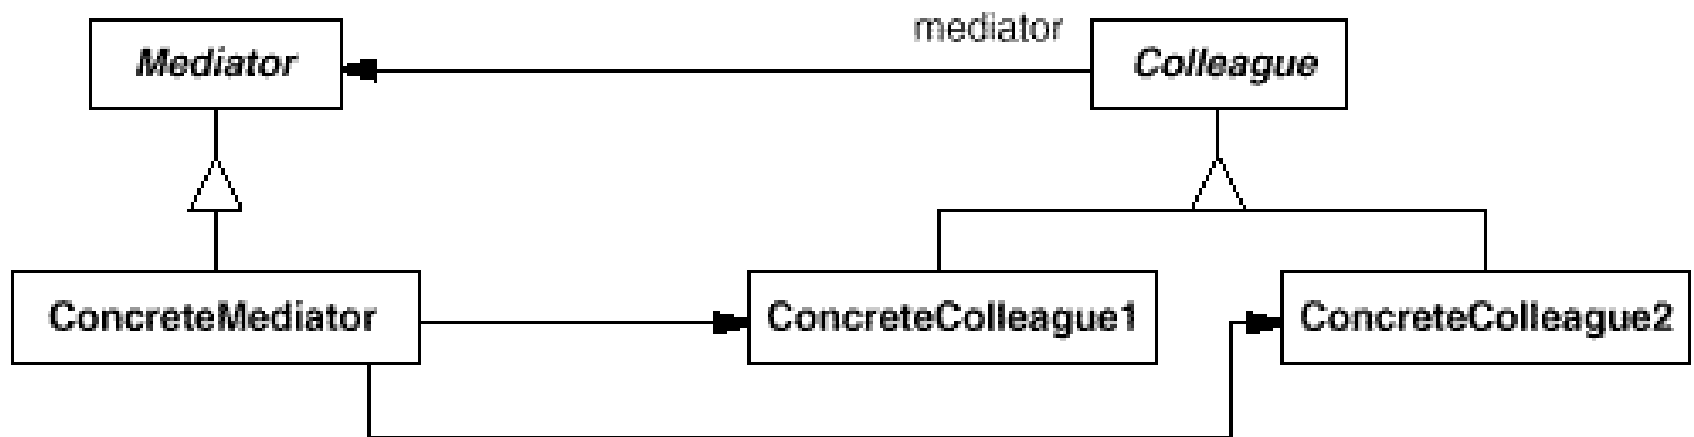 mediator
Mediator
Colleague
ConcreteMediator
ConcreteColleague1
ConcreteColleague2